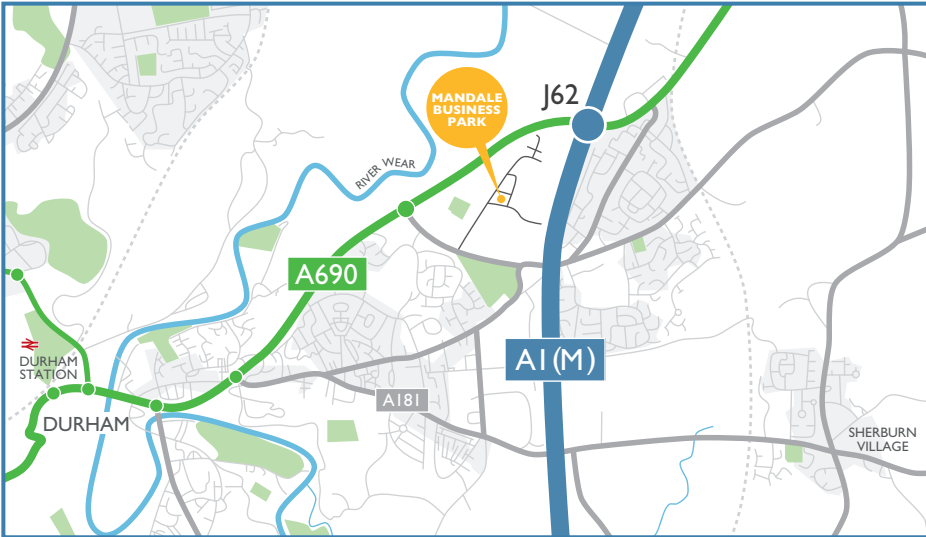 MANDALE
BUSINESS
PARK
J62
RIVER WEAR
A690
A1(M)
DURHAM
STATION
DURHAM
A181
SHERBURN
VILLAGE